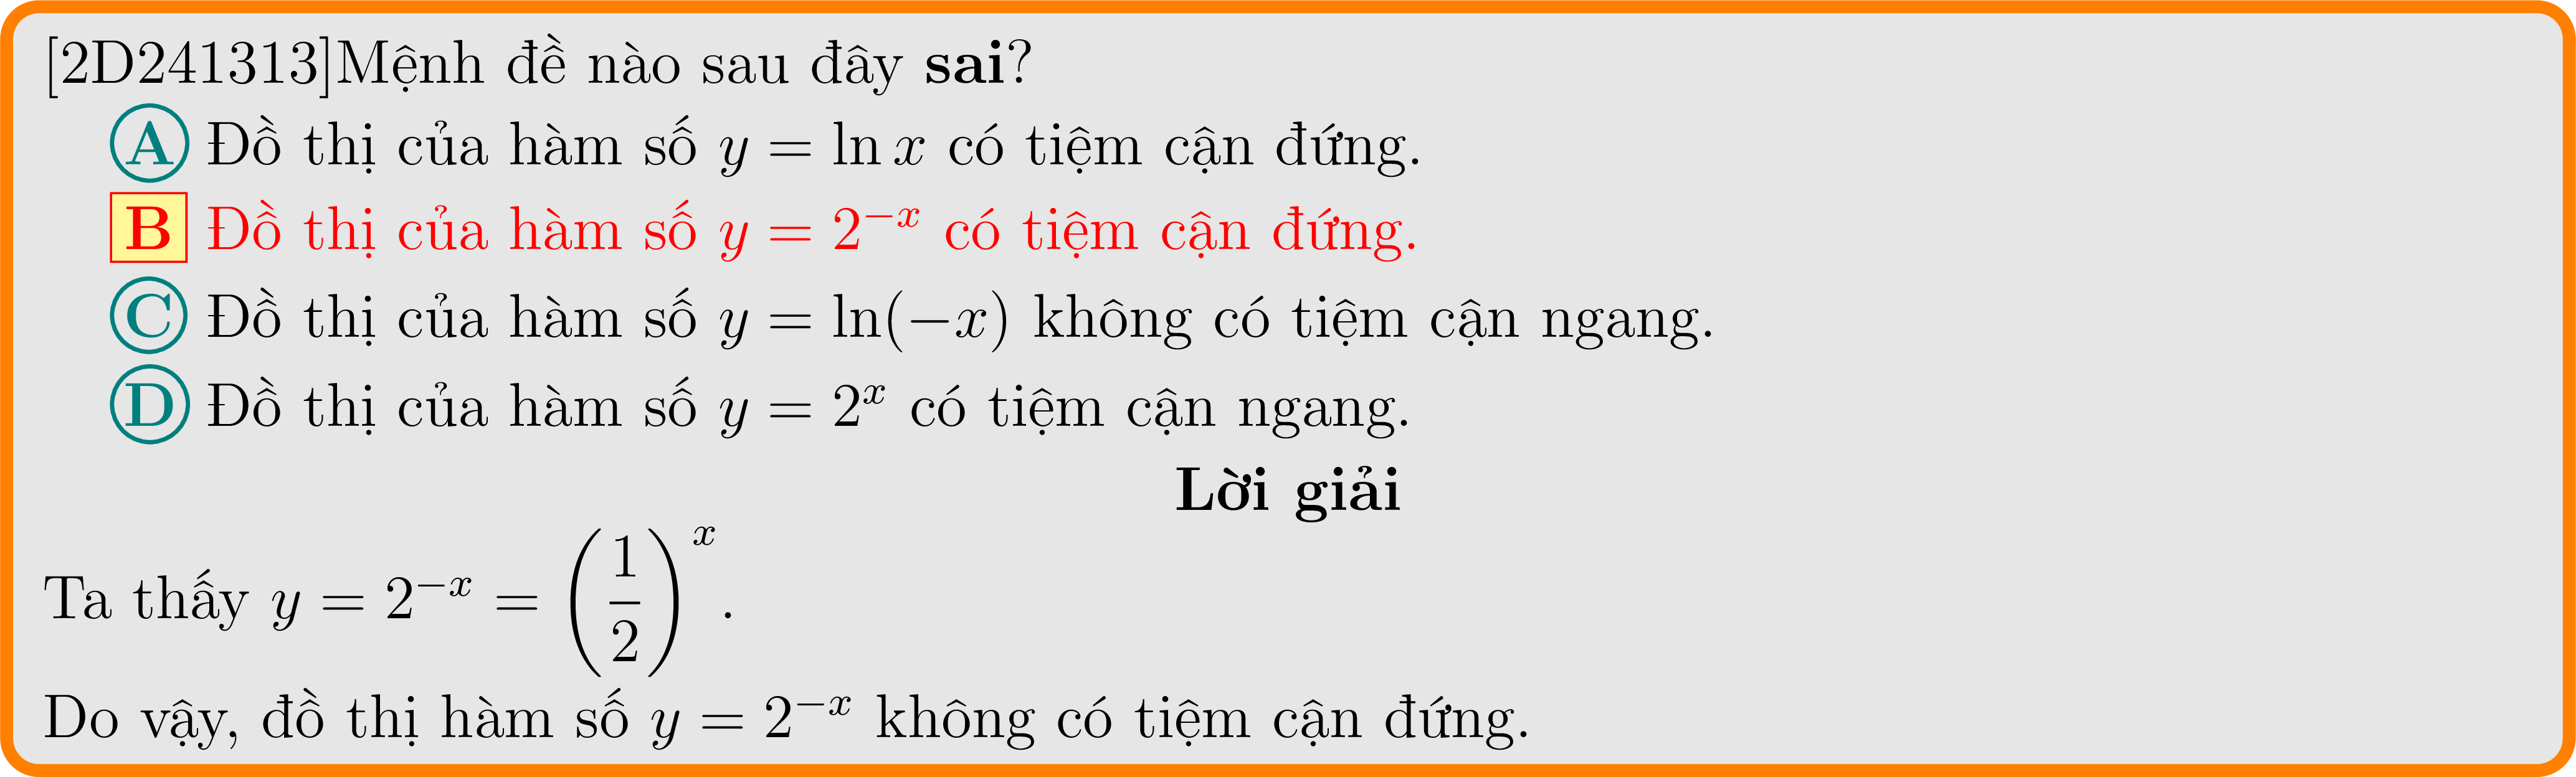 [2D241313]Mệnh đề nào sau đây sai?
A Đồ thị của hàm số y = ln x có tiệm cận đứng.
B Đồ thị của hàm số y = 2^{-x} có tiệm cận đứng.
C Đồ thị của hàm số y = ln(−x) không có tiệm cận ngang.
D Đồ thị của hàm số y = 2^x có tiệm cận ngang.
Lời giải
Ta thấy y = 2^{-x} = (1/2)^x.
Do vậy, đồ thị hàm số y = 2^{-x} không có tiệm cận đứng.